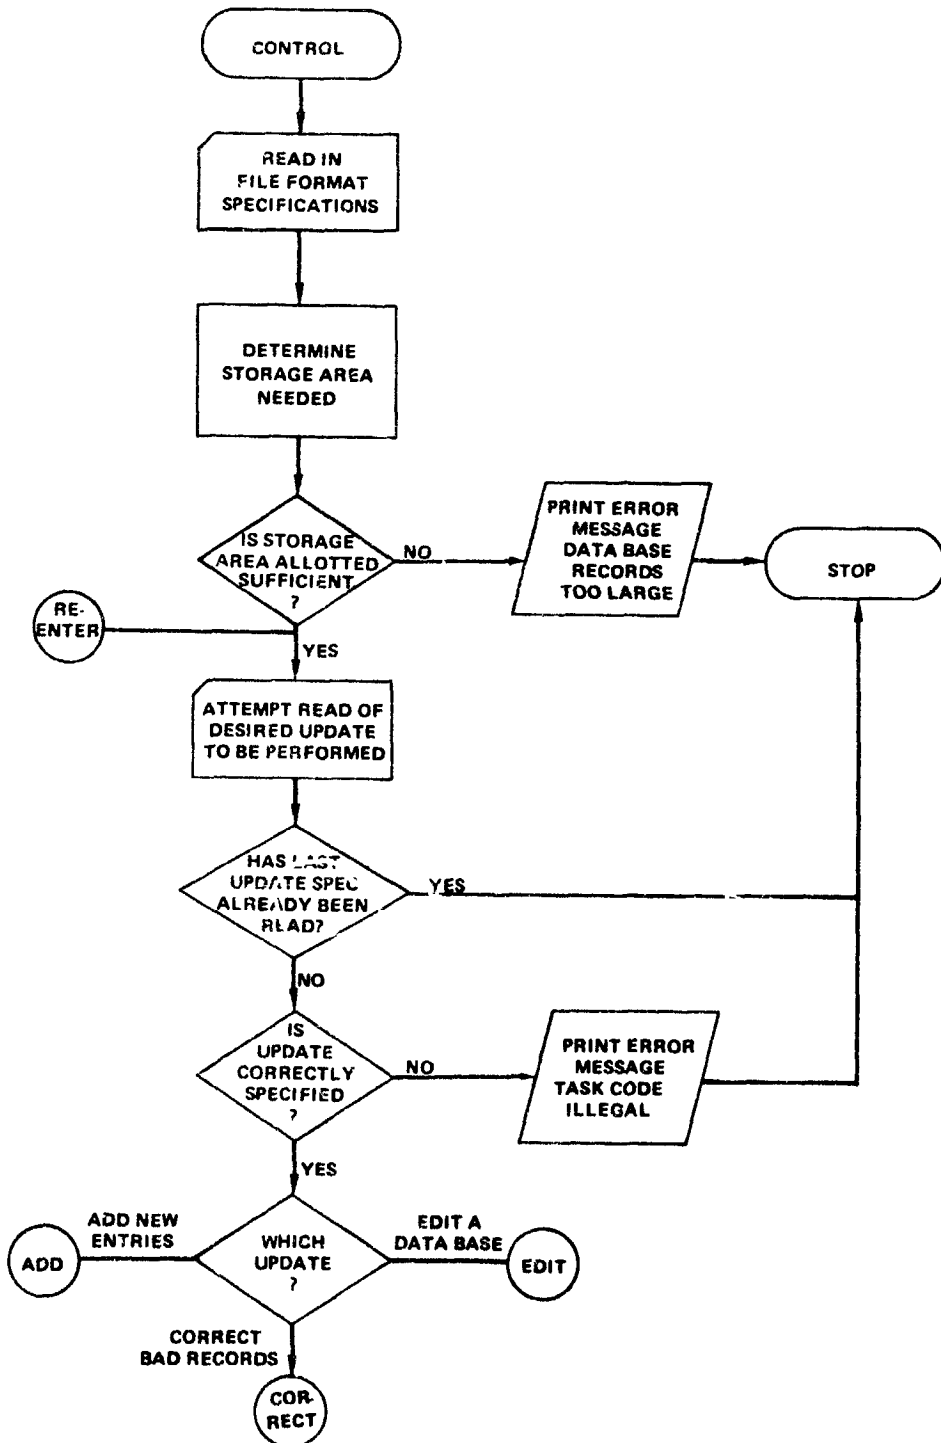 CONTROL
READ IN
FILE FORMAT
SPECIFICATIONS
DETERMINE
STORAGE AREA
NEEDED
IS STORAGE
AREA ALLOTTED
SUFFICIENT
?
NO
PRINT ERROR
MESSAGE
DATA BASE
RECORDS
TOO LARGE
STOP
RE-
ENTER
YES
ATTEMPT READ OF
DESIRED UPDATE
TO BE PERFORMED
HAS LAST
UPDATE SPEC
ALREADY BEEN
READ?
YES
NO
IS
UPDATE
CORRECTLY
SPECIFIED
?
NO
PRINT ERROR
MESSAGE
TASK CODE
ILLEGAL
YES
ADD NEW
ENTRIES
ADD
WHICH
UPDATE
?
EDIT A
DATA BASE
EDIT
CORRECT
BAD RECORDS
COR-
RECT